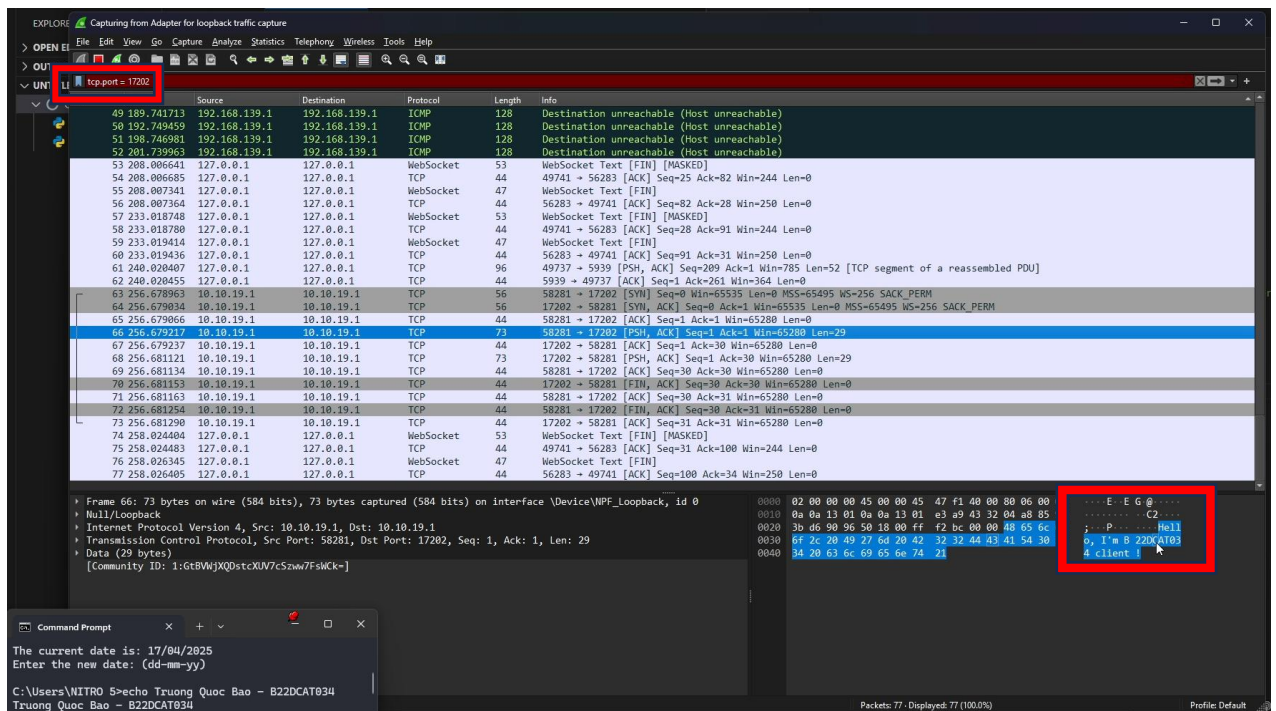 EXPLORE
Capturing from Adapter for loopback traffic capture
File Edit View Go Capture Analyze Statistics Telephony Wireless Tools Help
> OPEN EI
> OUT
UNT LI
tcp.port = 17202
Source Destination Protocol Length Info
49 189.741713 192.168.139.1 192.168.139.1 ICMP 128 Destination unreachable (Host unreachable)
50 192.749459 192.168.139.1 192.168.139.1 ICMP 128 Destination unreachable (Host unreachable)
51 198.746981 192.168.139.1 192.168.139.1 ICMP 128 Destination unreachable (Host unreachable)
52 201.739963 192.168.139.1 192.168.139.1 ICMP 128 Destination unreachable (Host unreachable)
53 208.006641 127.0.0.1 127.0.0.1 WebSocket 53 WebSocket Text [FIN] [MASKED]
54 208.006685 127.0.0.1 127.0.0.1 TCP 44 49741 → 56283 [ACK] Seq=25 Ack=82 Win=244 Len=0
55 208.007341 127.0.0.1 127.0.0.1 WebSocket 47 WebSocket Text [FIN]
56 208.007364 127.0.0.1 127.0.0.1 TCP 44 56283 → 49741 [ACK] Seq=82 Ack=28 Win=250 Len=0
57 233.018748 127.0.0.1 127.0.0.1 WebSocket 53 WebSocket Text [FIN] [MASKED]
58 233.018780 127.0.0.1 127.0.0.1 TCP 44 49741 → 56283 [ACK] Seq=28 Ack=91 Win=244 Len=0
59 233.019414 127.0.0.1 127.0.0.1 WebSocket 47 WebSocket Text [FIN]
60 233.019436 127.0.0.1 127.0.0.1 TCP 44 56283 → 49741 [ACK] Seq=91 Ack=31 Win=250 Len=0
61 240.020407 127.0.0.1 127.0.0.1 TCP 96 49737 → 5939 [PSH, ACK] Seq=209 Ack=1 Win=785 Len=52 [TCP segment of a reassembled PDU]
62 240.020455 127.0.0.1 127.0.0.1 TCP 44 5939 → 49737 [ACK] Seq=1 Ack=261 Win=364 Len=0
63 256.678963 10.10.19.1 10.10.19.1 TCP 56 58281 → 17202 [SYN] Seq=0 Win=65535 Len=0 MSS=65495 WS=256 SACK_PERM
64 256.679034 10.10.19.1 10.10.19.1 TCP 56 17202 → 58281 [SYN, ACK] Seq=0 Ack=1 Win=65535 Len=0 MSS=65495 WS=256 SACK_PERM
65 256.679066 10.10.19.1 10.10.19.1 TCP 44 58281 → 17202 [ACK] Seq=1 Ack=1 Win=65280 Len=0
66 256.679217 10.10.19.1 10.10.19.1 TCP 73 58281 → 17202 [PSH, ACK] Seq=1 Ack=1 Win=65280 Len=29
67 256.679237 10.10.19.1 10.10.19.1 TCP 44 17202 → 58281 [ACK] Seq=1 Ack=30 Win=65280 Len=0
68 256.681121 10.10.19.1 10.10.19.1 TCP 73 17202 → 58281 [PSH, ACK] Seq=1 Ack=30 Win=65280 Len=29
69 256.681134 10.10.19.1 10.10.19.1 TCP 44 58281 → 17202 [ACK] Seq=30 Ack=30 Win=65280 Len=0
70 256.681153 10.10.19.1 10.10.19.1 TCP 44 17202 → 58281 [FIN, ACK] Seq=30 Ack=30 Win=65280 Len=0
71 256.681163 10.10.19.1 10.10.19.1 TCP 44 58281 → 17202 [ACK] Seq=30 Ack=31 Win=65280 Len=0
72 256.681254 10.10.19.1 10.10.19.1 TCP 44 58281 → 17202 [FIN, ACK] Seq=30 Ack=31 Win=65280 Len=0
73 256.681290 10.10.19.1 10.10.19.1 TCP 44 17202 → 58281 [ACK] Seq=31 Ack=31 Win=65280 Len=0
74 258.024404 127.0.0.1 127.0.0.1 WebSocket 53 WebSocket Text [FIN] [MASKED]
75 258.024483 127.0.0.1 127.0.0.1 TCP 44 49741 → 56283 [ACK] Seq=31 Ack=100 Win=244 Len=0
76 258.026345 127.0.0.1 127.0.0.1 WebSocket 47 WebSocket Text [FIN]
77 258.026405 127.0.0.1 127.0.0.1 TCP 44 56283 → 49741 [ACK] Seq=100 Ack=34 Win=250 Len=0
Frame 66: 73 bytes on wire (584 bits), 73 bytes captured (584 bits) on interface \Device\NPF_Loopback, id 0
Null/Loopback
Internet Protocol Version 4, Src: 10.10.19.1, Dst: 10.10.19.1
Transmission Control Protocol, Src Port: 58281, Dst Port: 17202, Seq: 1, Ack: 1, Len: 29
Data (29 bytes)
[Community ID: 1:GtBVWjXQDstcXUV7cSzww7FsWCk=]
0000 02 00 00 00 45 00 00 45 47 f1 40 00 80 06 00 ····E··E G·@·····
0010 0a 0a 13 01 0a 0a 13 01 e3 a9 43 32 04 a8 85 ········ ··C2····
0020 3b d6 90 96 50 18 00 ff f2 bc 00 00 48 65 6c ;···P··· ····Hell
0030 6f 2c 20 49 27 6d 20 42 32 32 44 43 41 54 30 o, I'm B 22DCAT03
0040 34 20 63 6c 69 65 6e 74 21 4 client !
Command Prompt
The current date is: 17/04/2025
Enter the new date: (dd-mm-yy)
C:\Users\NITRO 5>echo Truong Quoc Bao - B22DCAT034
Truong Quoc Bao - B22DCAT034
Packets: 77 · Displayed: 77 (100.0%)
Profile: Default